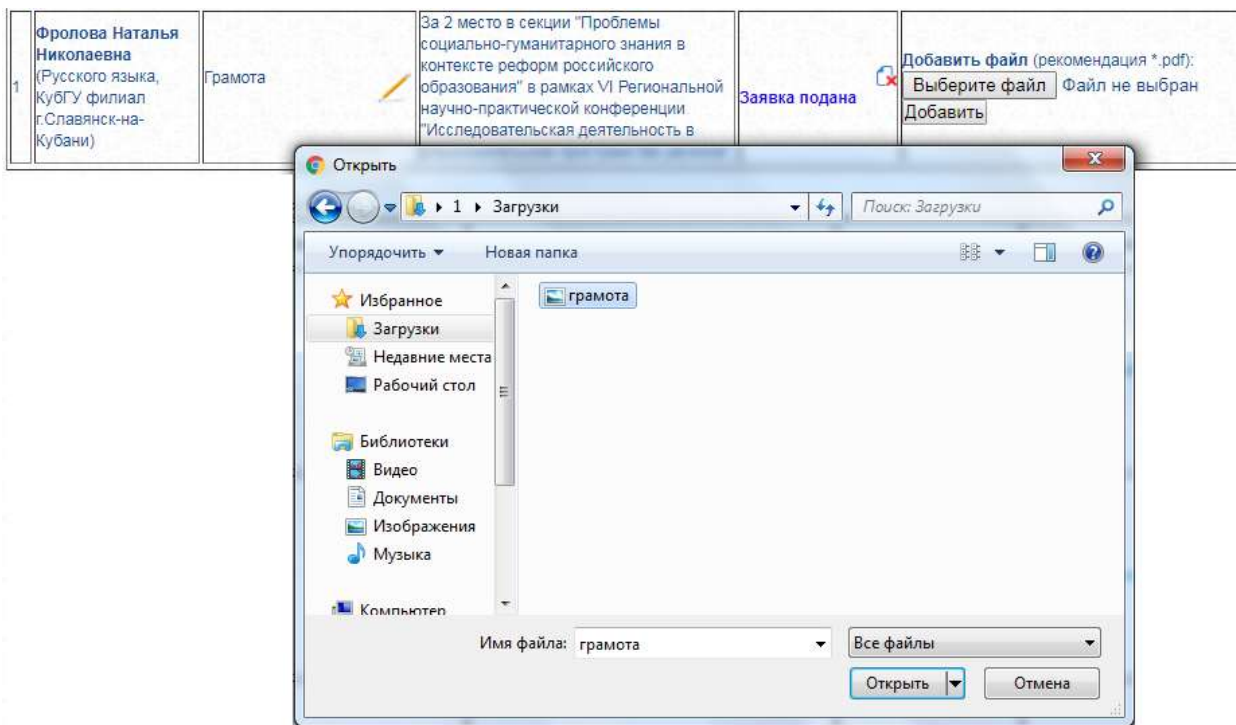 1
Фролова Наталья
Николаевна
(Русского языка,
КубГУ филиал
г.Славянск-на-
Кубани)
Грамота
За 2 место в секции "Проблемы
социально-гуманитарного знания в
контексте реформ российского
образования" в рамках VI Региональной
научно-практической конференции
"Исследовательская деятельность в
Заявка подана
Добавить файл (рекомендация *.pdf):
Выберите файл Файл не выбран
Добавить
Открыть
1 Загрузки
Поиск: Загрузки
Упорядочить Новая папка
Избранное
Загрузки
Недавние места
Рабочий стол
Библиотеки
Видео
Документы
Изображения
Музыка
Компьютер
грамота
Имя файла: грамота
Все файлы
Открыть Отмена